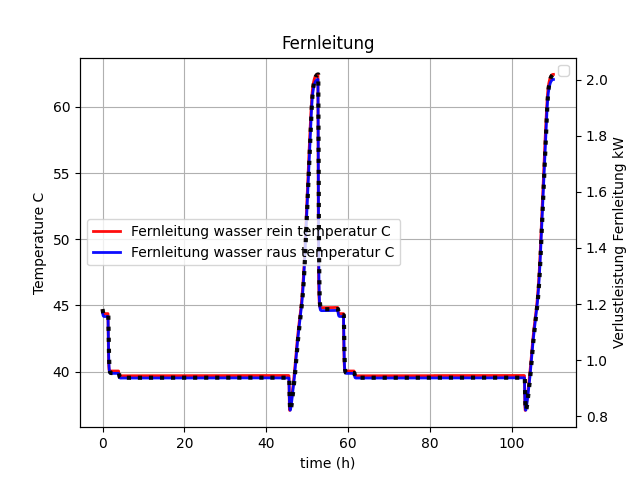 Fernleitung
60
55
50
45
40
Temperature C
Fernleitung wasser rein temperatur C
Fernleitung wasser raus temperatur C
2.0
1.8
1.6
1.4
1.2
1.0
0.8
Verlustleistung Fernleitung kW
0 20 40 60 80 100
time (h)